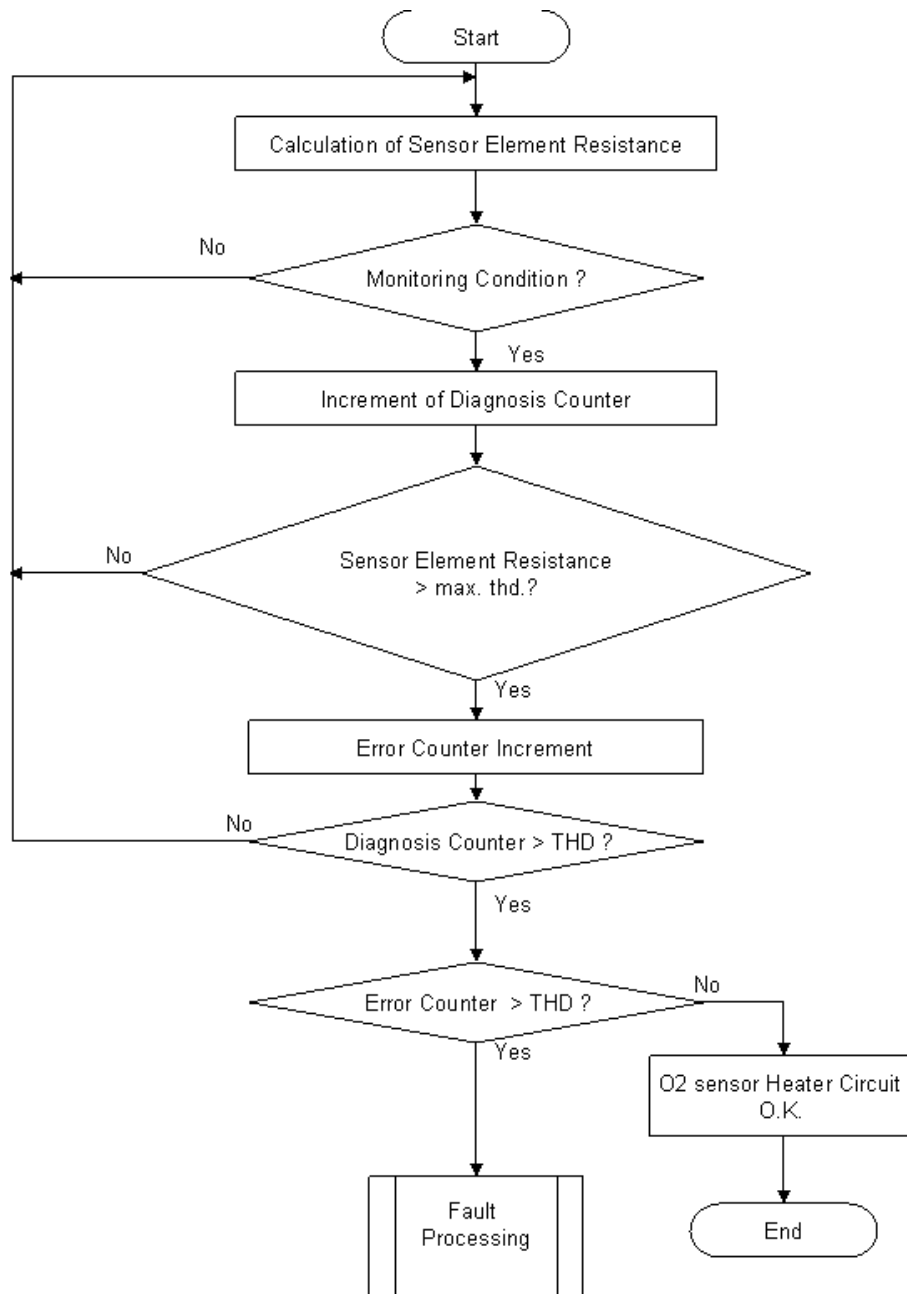 Start
Calculation of Sensor Element Resistance
No
Monitoring Condition ?
Yes
Increment of Diagnosis Counter
No
Sensor Element Resistance
> max. thd.?
Yes
Error Counter Increment
No
Diagnosis Counter > THD ?
Yes
Error Counter > THD ?
No
Yes
O2 sensor Heater Circuit
O.K.
Fault
Processing
End